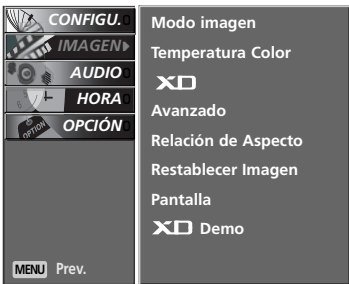 CONFIGU.
IMAGEN
AUDIO
HORA
OPCIÓN
MENU Prev.
Modo imagen
Temperatura Color
XD
Avanzado
Relación de Aspecto
Restablecer Imagen
Pantalla
XD Demo